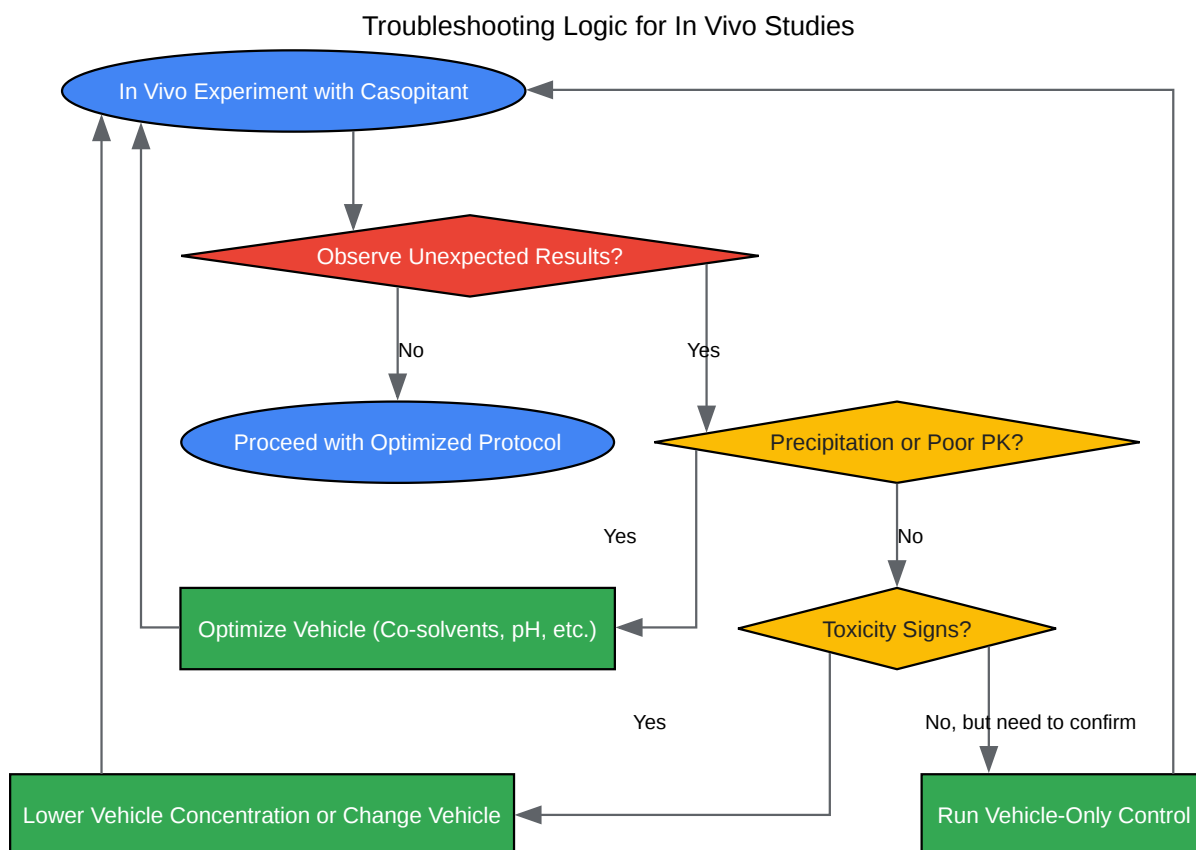 Troubleshooting Logic for In Vivo Studies
In Vivo Experiment with Casopitant
Observe Unexpected Results?
No
Yes
Proceed with Optimized Protocol
Precipitation or Poor PK?
Yes
No
Optimize Vehicle (Co-solvents, pH, etc.)
Toxicity Signs?
Yes
No, but need to confirm
Lower Vehicle Concentration or Change Vehicle
Run Vehicle-Only Control